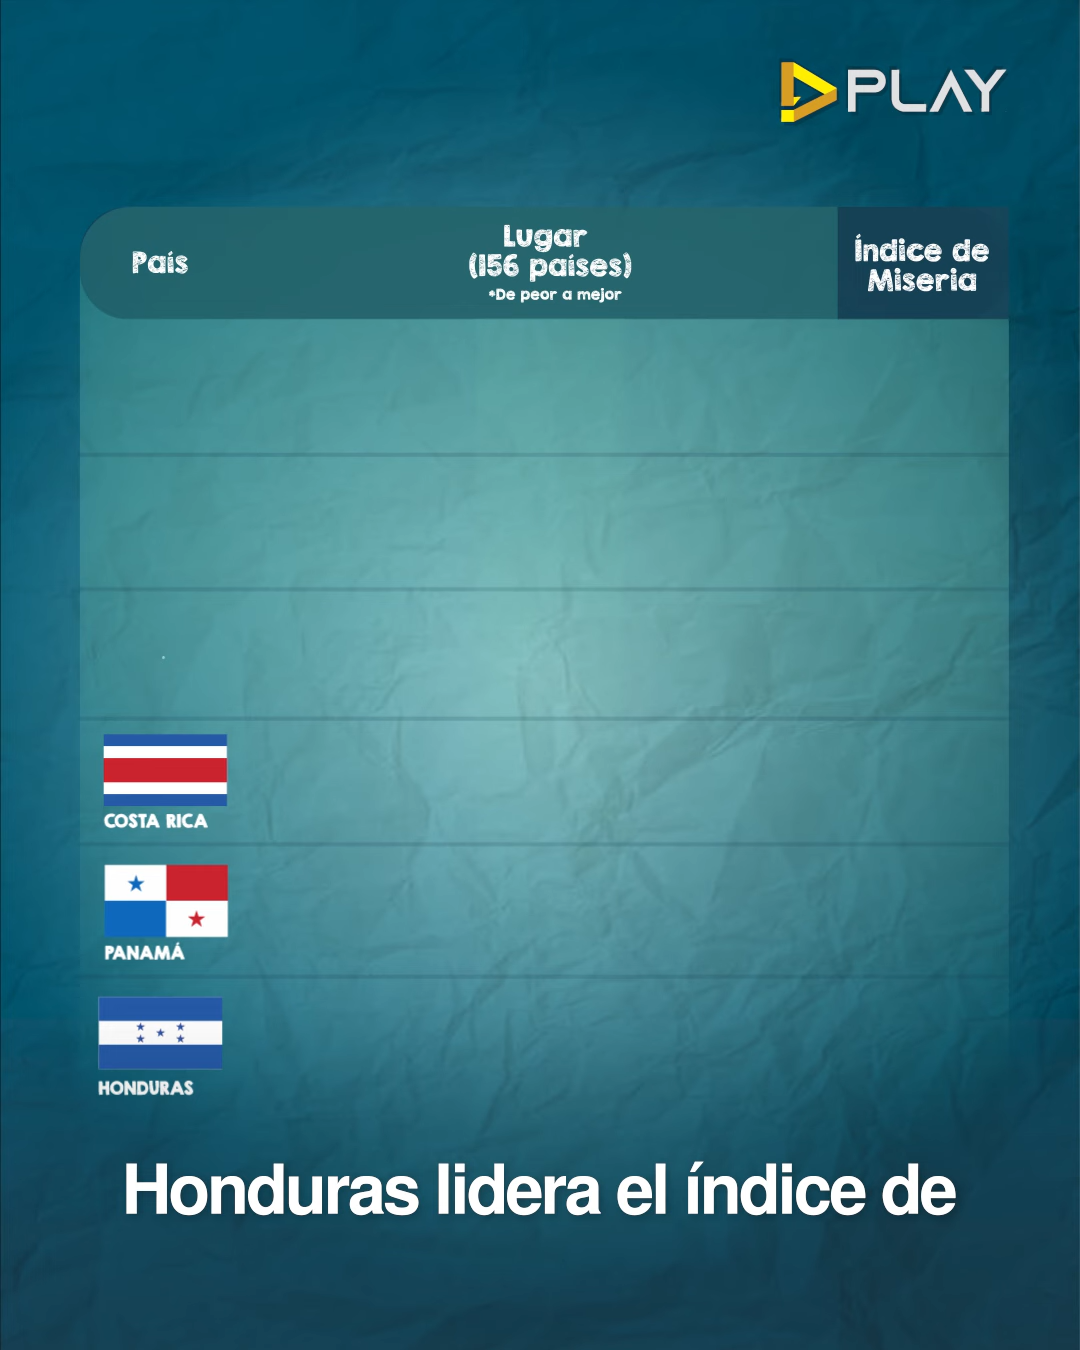 PLAY
País
Lugar
(156 países)
*De peor a mejor
Índice de
Miseria
COSTA RICA
PANAMÁ
HONDURAS
Honduras lidera el índice de